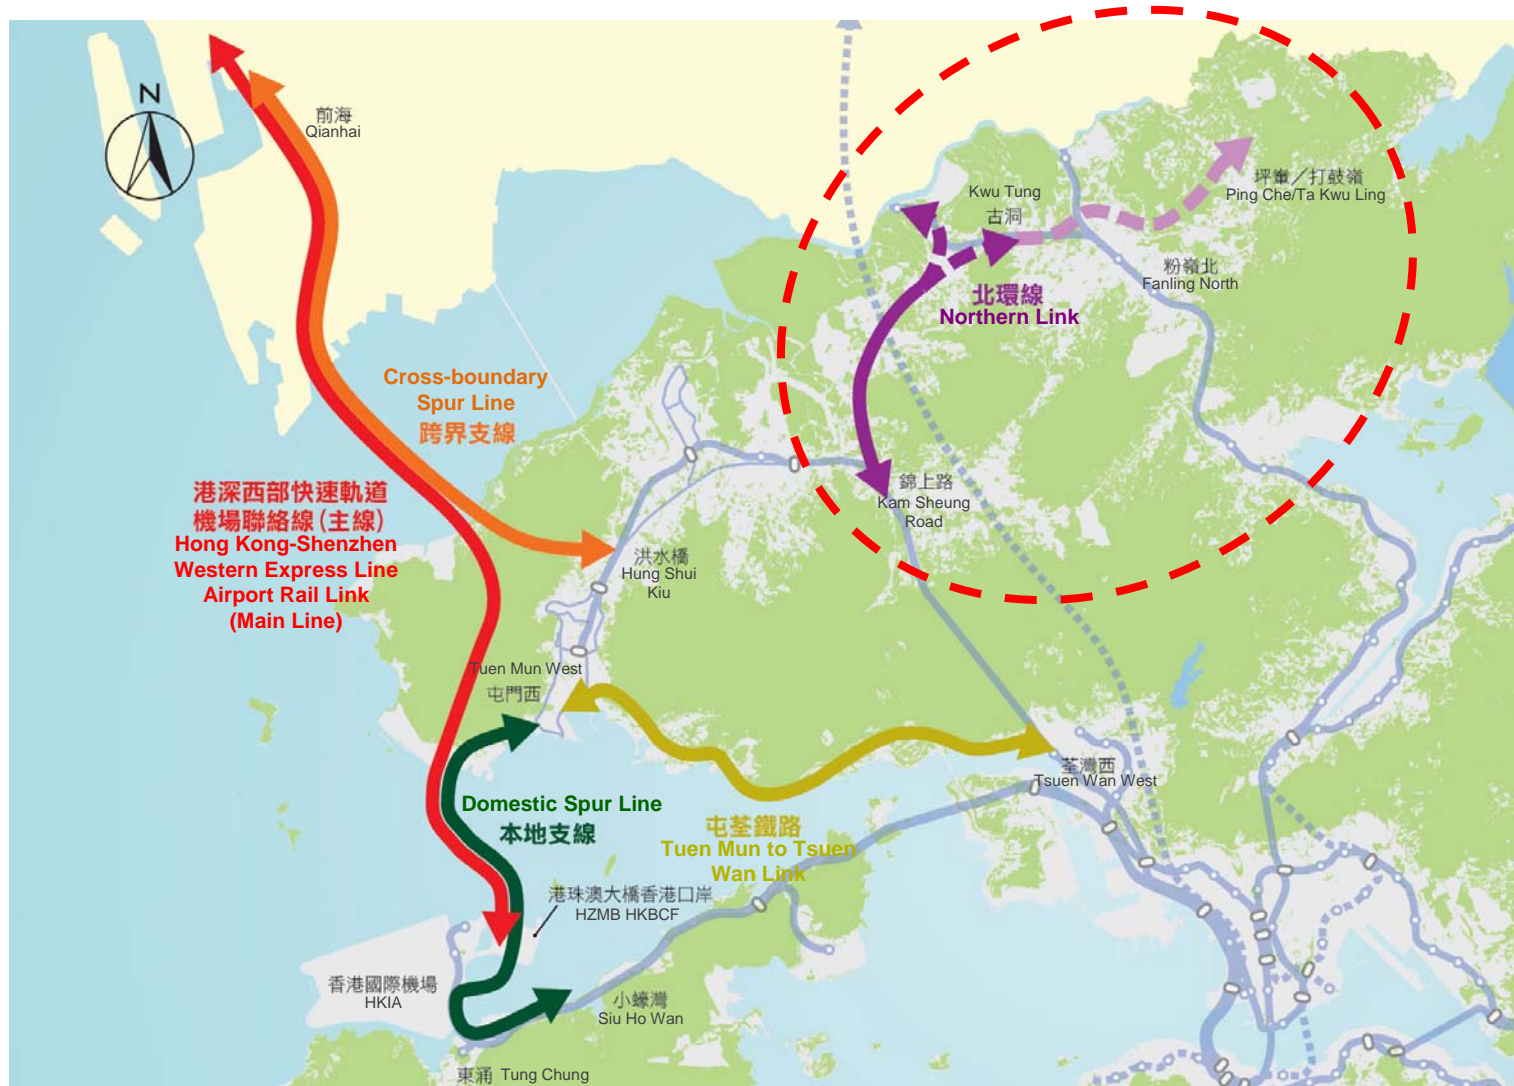 N
前海
Qianhai
Kwu Tung
古洞
坪輋／打鼓嶺
Ping Che/Ta Kwu Ling
粉嶺北
Fanling North
北環線
Northern Link
Cross-boundary
Spur Line
跨界支線
錦上路
Kam Sheung
Road
港深西部快速軌道
機場聯絡線(主線)
Hong Kong-Shenzhen
Western Express Line
Airport Rail Link
(Main Line)
洪水橋
Hung Shui
Kiu
Tuen Mun West
屯門西
荃灣西
Tsuen Wan West
Domestic Spur Line
本地支線
屯荃鐵路
Tuen Mun to Tsuen
Wan Link
港珠澳大橋香港口岸
HZMB HKBCF
香港國際機場
HKIA
小蠔灣
Siu Ho Wan
東涌 Tung Chung